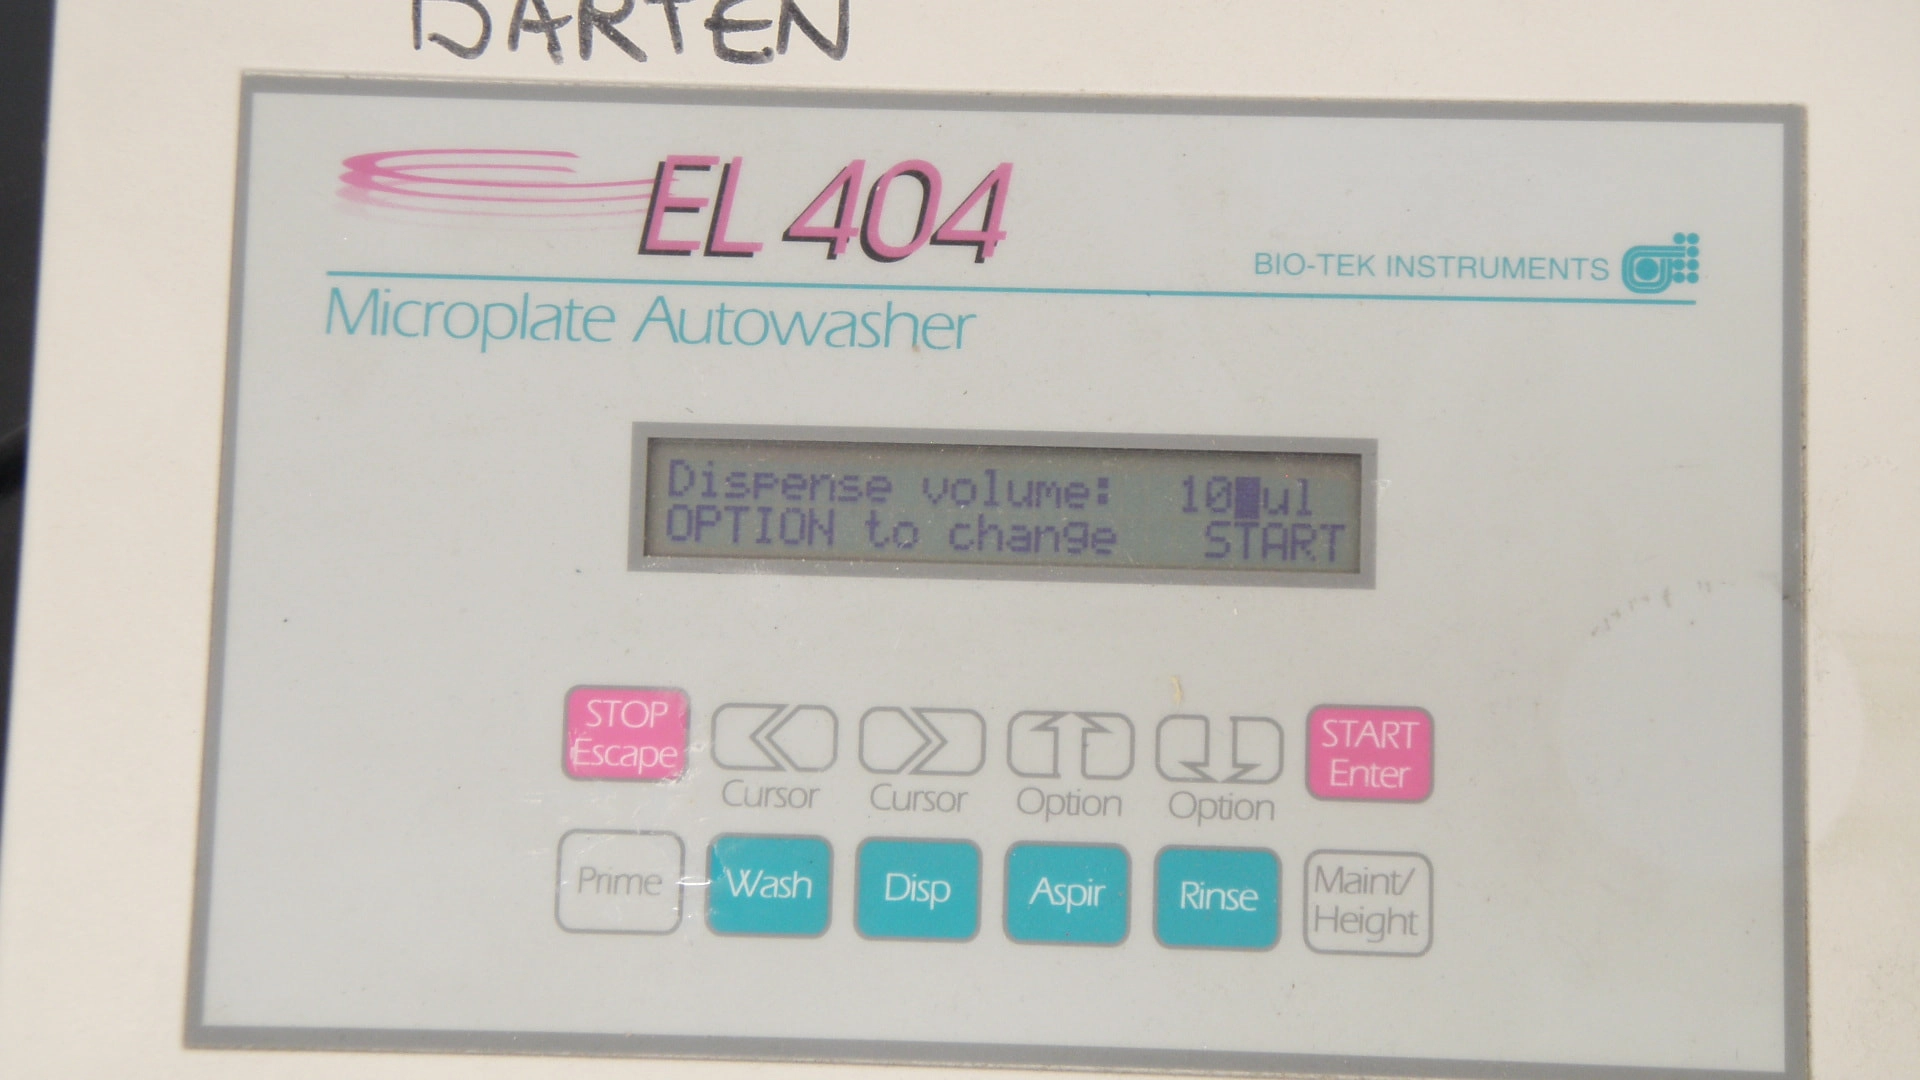 BARTEN
EL 404
BIO-TEK INSTRUMENTS
Microplate Autowasher
Dispense volume: 10█ul
OPTION to change START
STOP Escape
Cursor
Cursor
Option
Option
START Enter
Prime
Wash
Disp
Aspir
Rinse
Maint/
Height